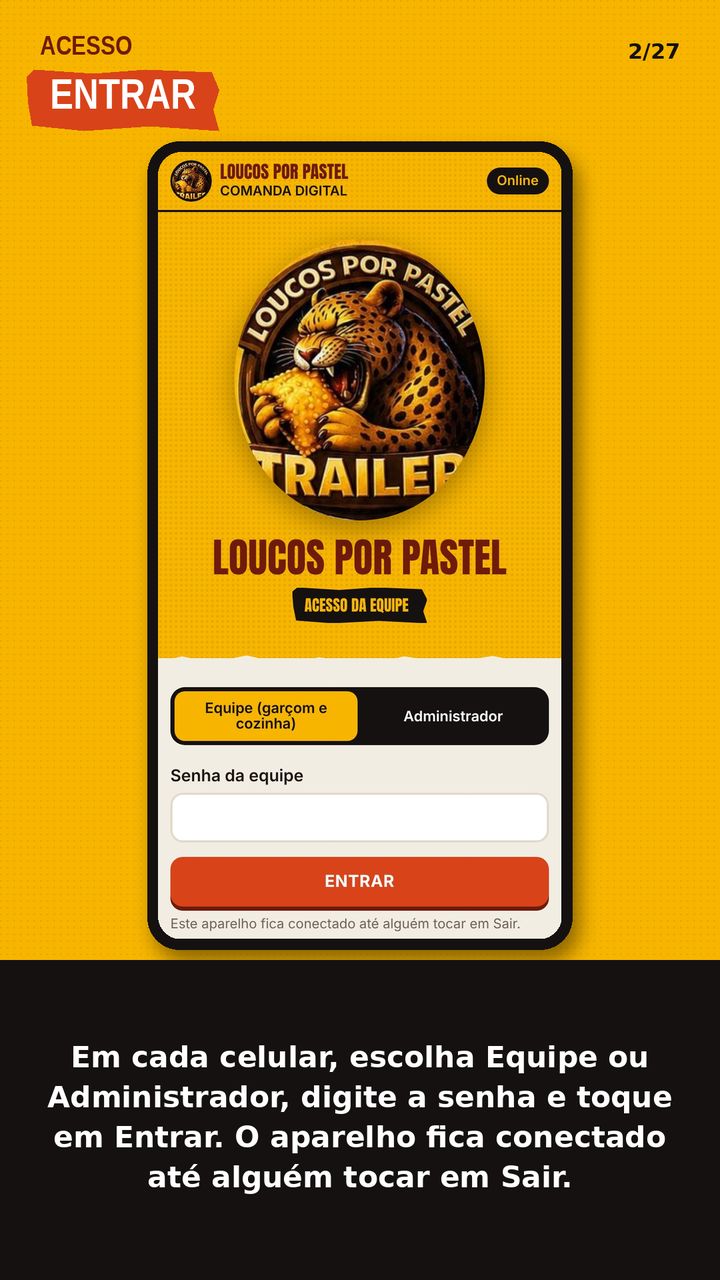 ACESSO
2/27
ENTRAR
LOUCOS POR PASTEL
COMANDA DIGITAL
Online
LOUCOS POR PASTEL
TRAILER
LOUCOS POR PASTEL
ACESSO DA EQUIPE
Equipe (garçom e
cozinha)
Administrador
Senha da equipe
ENTRAR
Este aparelho fica conectado até alguém tocar em Sair.
Em cada celular, escolha Equipe ou
Administrador, digite a senha e toque
em Entrar. O aparelho fica conectado
até alguém tocar em Sair.